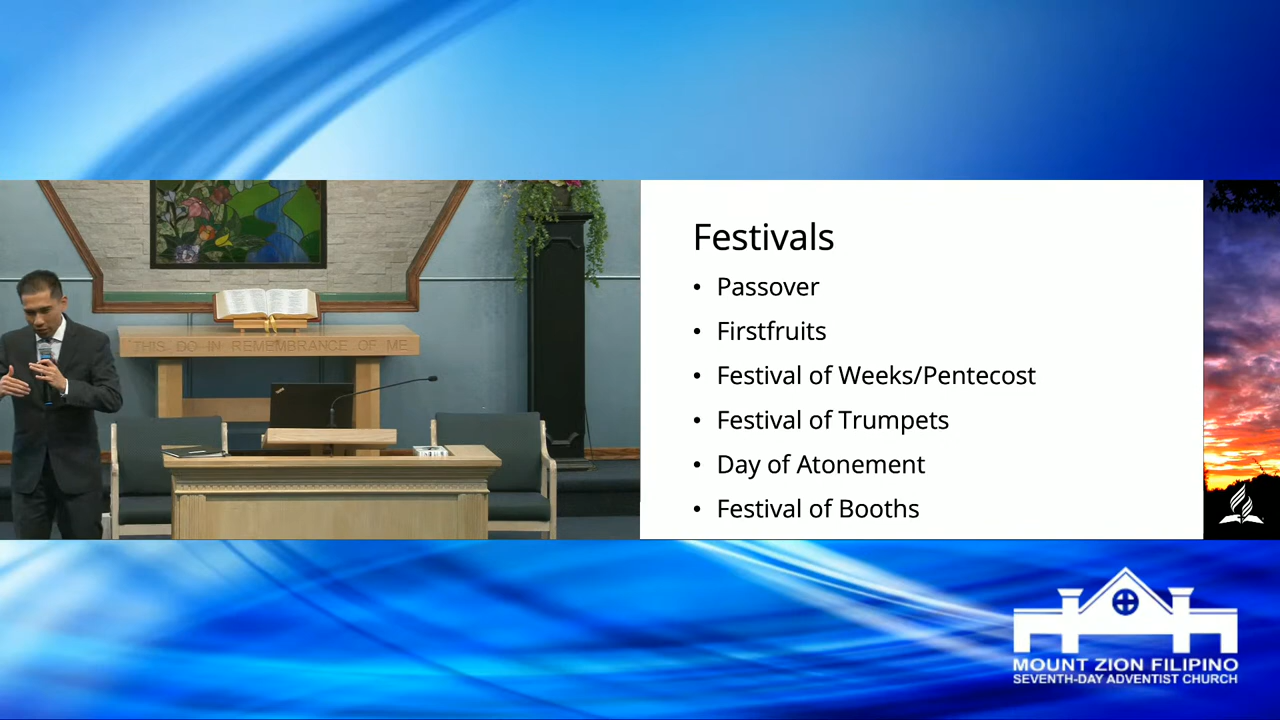 THIS DO IN REMEMBRANCE OF ME
Festivals
• Passover
• Firstfruits
• Festival of Weeks/Pentecost
• Festival of Trumpets
• Day of Atonement
• Festival of Booths
MOUNT ZION FILIPINO
SEVENTH-DAY ADVENTIST CHURCH